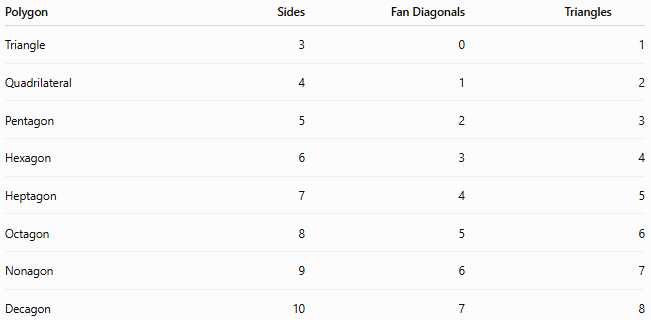 Polygon Sides Fan Diagonals Triangles
Triangle 3 0 1
Quadrilateral 4 1 2
Pentagon 5 2 3
Hexagon 6 3 4
Heptagon 7 4 5
Octagon 8 5 6
Nonagon 9 6 7
Decagon 10 7 8